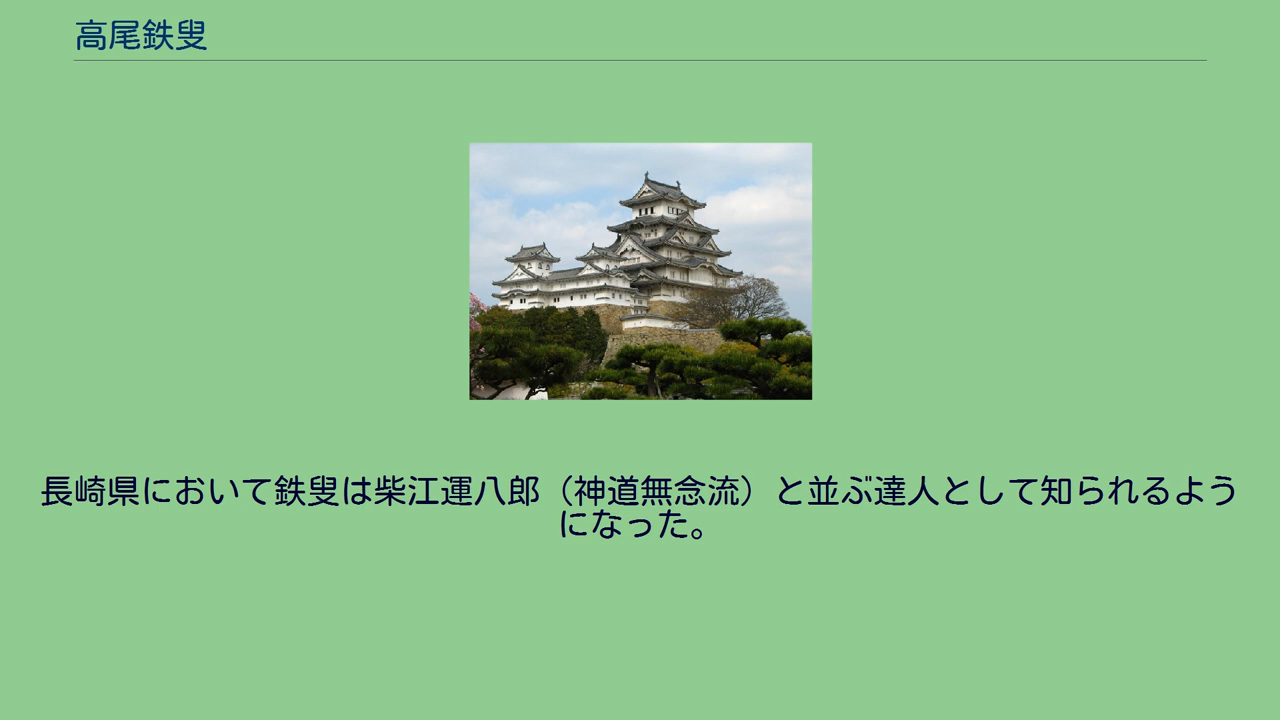 高尾鉄叟
長崎県において鉄叟は柴江運八郎（神道無念流）と並ぶ達人として知られるよう
になった。